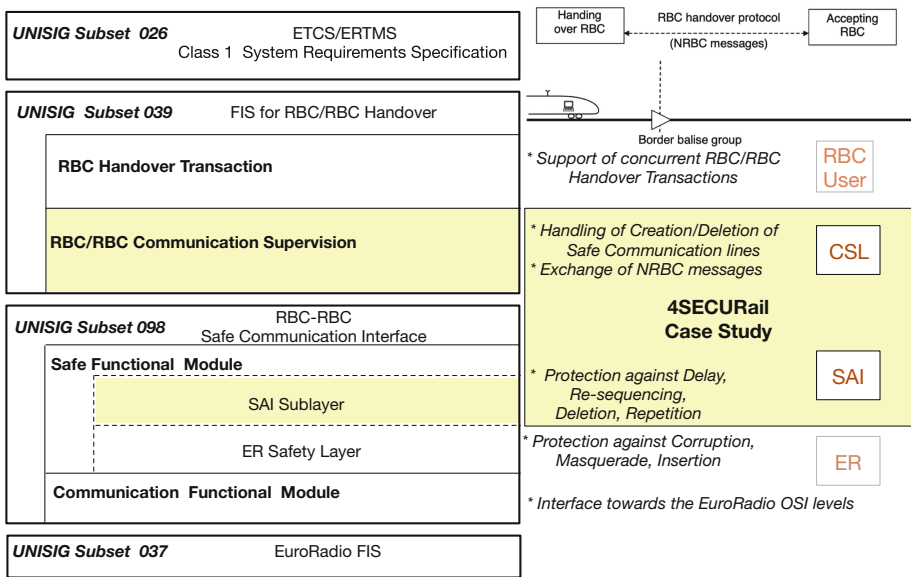 UNISIG Subset 026
ETCS/ERTMS
Class 1 System Requirements Specification
Handing
over RBC
RBC handover protocol
(NRBC messages)
Accepting
RBC
Border balise group
UNISIG Subset 039
FIS for RBC/RBC Handover
RBC Handover Transaction
* Support of concurrent RBC/RBC
Handover Transactions
RBC
User
RBC/RBC Communication Supervision
* Handling of Creation/Deletion of
Safe Communication lines
* Exchange of NRBC messages
CSL
4SECURail
Case Study
UNISIG Subset 098
RBC-RBC
Safe Communication Interface
Safe Functional Module
SAI Sublayer
* Protection against Delay,
Re-sequencing,
Deletion, Repetition
SAI
ER Safety Layer
* Protection against Corruption,
Masquerade, Insertion
ER
Communication Functional Module
* Interface towards the EuroRadio OSI levels
UNISIG Subset 037
EuroRadio FIS